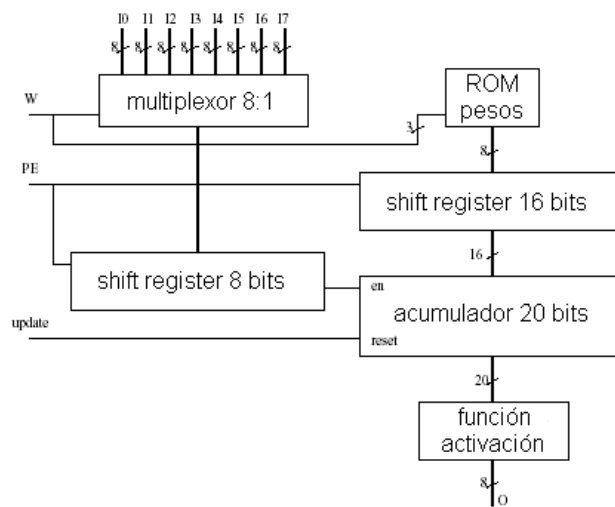 I0 I1 I2 I3 I4 I5 I6 I7
8 8 8 8 8 8 8 8
W
multiplexor 8:1
ROM
pesos
3
8
PE
shift register 16 bits
16
shift register 8 bits
en
acumulador 20 bits
update
reset
20
función
activación
8
O